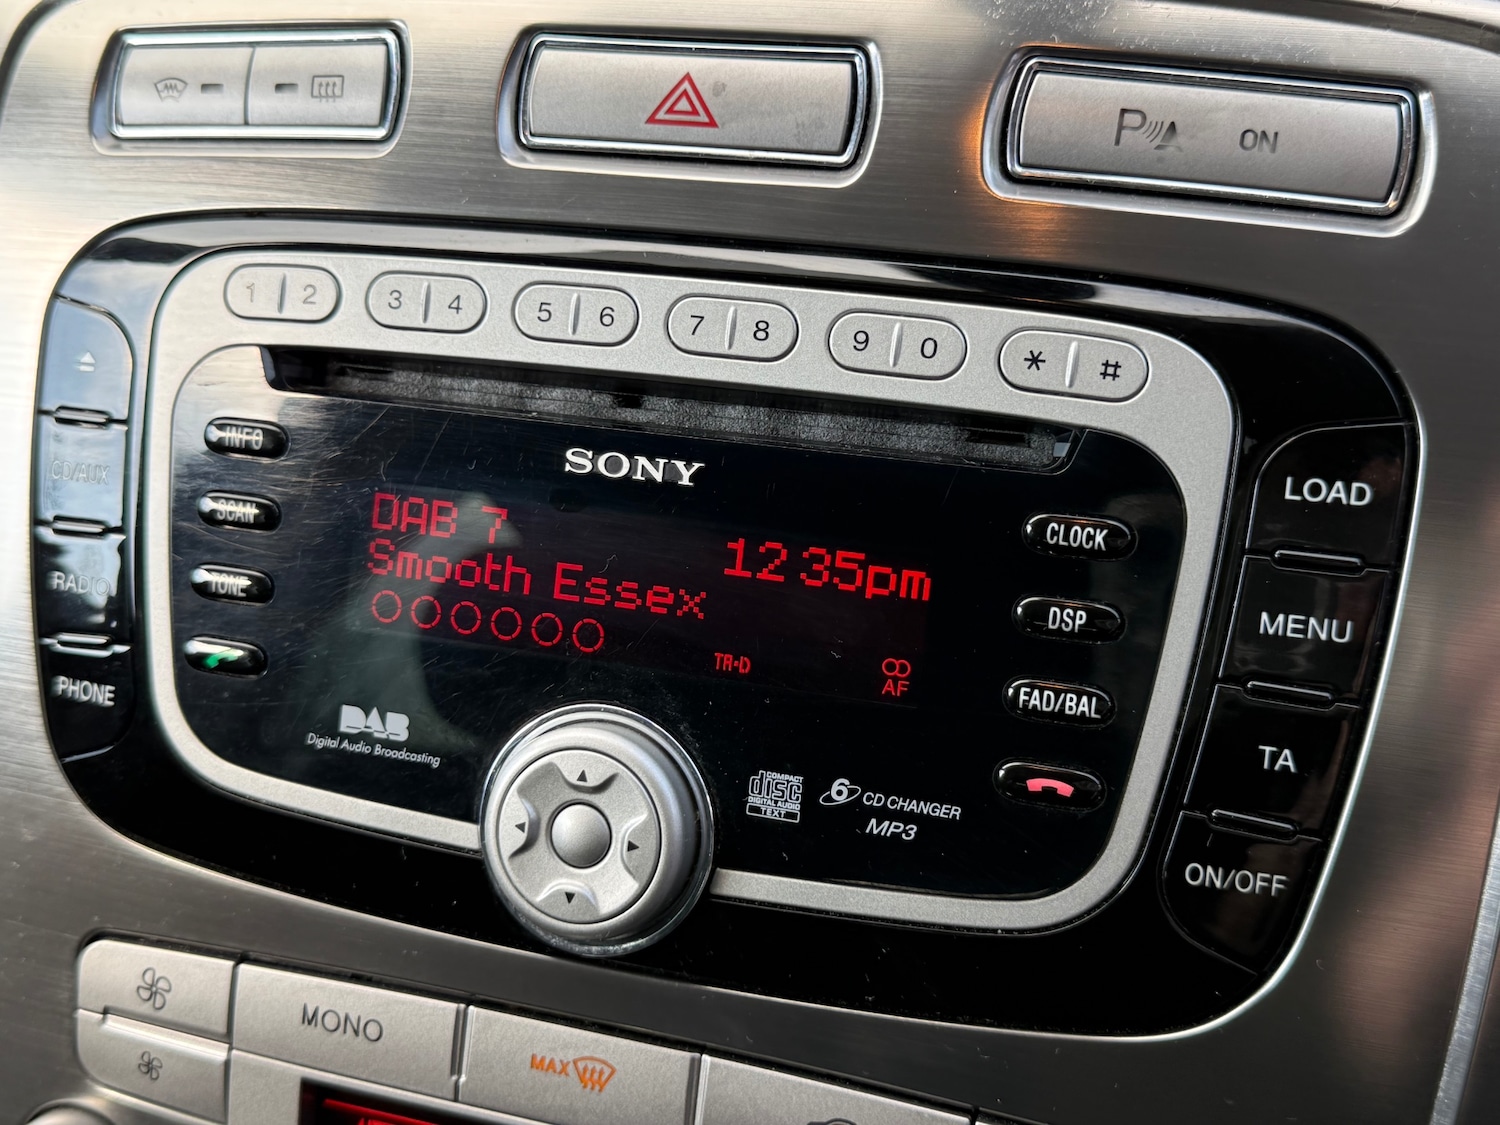 P ON
1 2 3 4 5 6 7 8 9 0 * #
INFO
CD/AUX
SCAN
RADIO
TONE
PHONE
SONY
DAB 7
12 35pm
Smooth Essex
TA·D
AF
CLOCK
DSP
FAD/BAL
LOAD
MENU
TA
ON/OFF
DAB
Digital Audio Broadcasting
COMPACT
disc
DIGITAL AUDIO
TEXT
6 CD CHANGER
MP3
MONO
MAX